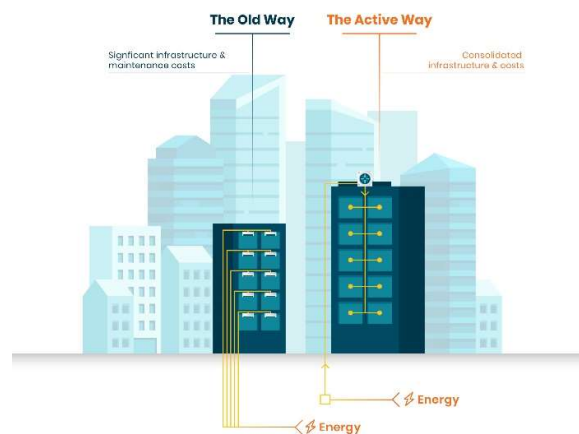 The Old Way
The Active Way
Signficant infrastructure &
maintenance costs
Consolidated
infrastructure & costs
Energy
Energy